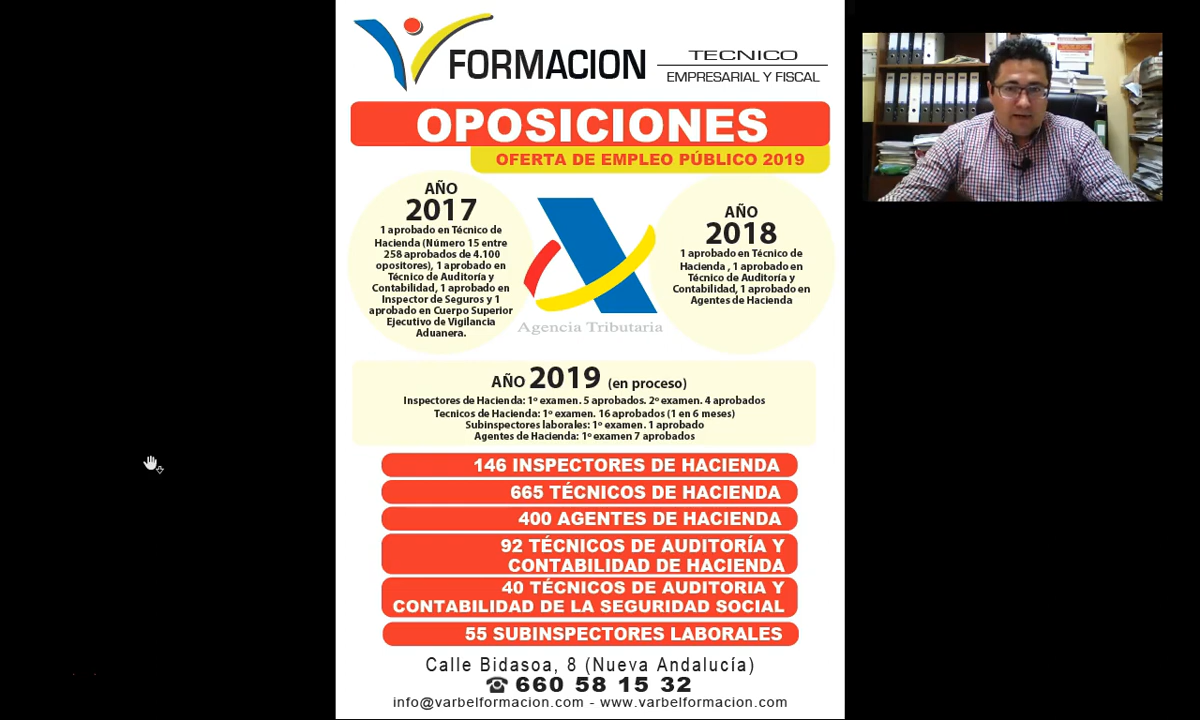 FORMACION
TECNICO
EMPRESARIAL Y FISCAL
OPOSICIONES
OFERTA DE EMPLEO PÚBLICO 2019
AÑO
2017
1 aprobado en Técnico de
Hacienda (Número 15 entre
258 aprobados de 4.100
opositores), 1 aprobado en
Técnico de Auditoría y
Contabilidad, 1 aprobado en
Inspector de Seguros y 1
aprobado en Cuerpo Superior
Ejecutivo de Vigilancia
Aduanera.
Agencia Tributaria
AÑO
2018
1 aprobado en Técnico de
Hacienda , 1 aprobado en
Técnico de Auditoría y
Contabilidad, 1 aprobado en
Agentes de Hacienda
AÑO 2019 (en proceso)
Inspectores de Hacienda: 1º examen. 5 aprobados. 2º examen. 4 aprobados
Tecnicos de Hacienda: 1º examen. 16 aprobados (1 en 6 meses)
Subinspectores laborales: 1º examen. 1 aprobado
Agentes de Hacienda: 1º examen 7 aprobados
146 INSPECTORES DE HACIENDA
665 TÉCNICOS DE HACIENDA
400 AGENTES DE HACIENDA
92 TÉCNICOS DE AUDITORÍA Y
CONTABILIDAD DE HACIENDA
40 TÉCNICOS DE AUDITORIA Y
CONTABILIDAD DE LA SEGURIDAD SOCIAL
55 SUBINSPECTORES LABORALES
Calle Bidasoa, 8 (Nueva Andalucía)
☎ 660 58 15 32
info@varbelformacion.com - www.varbelformacion.com